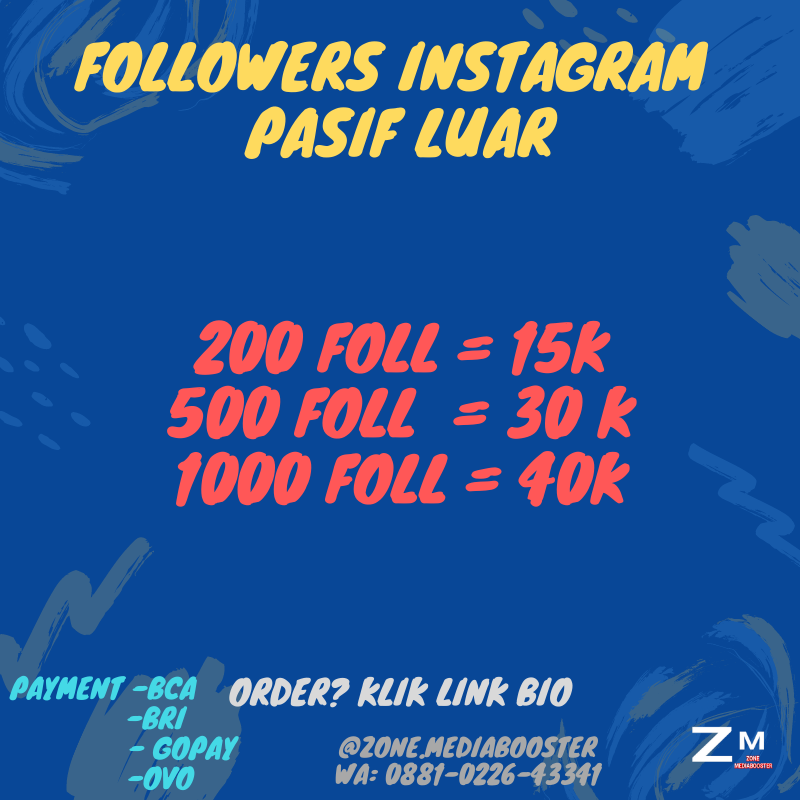 FOLLOWERS INSTAGRAM
PASIF LUAR
200 FOLL = 15K
500 FOLL = 30 K
1000 FOLL = 40K
PAYMENT -BCA
-BRI
- GOPAY
-OVO
ORDER? KLIK LINK BIO
@ZONE.MEDIABOOSTER
WA: 0881-0226-43341
ZM
ZONE
MEDIABOOSTER